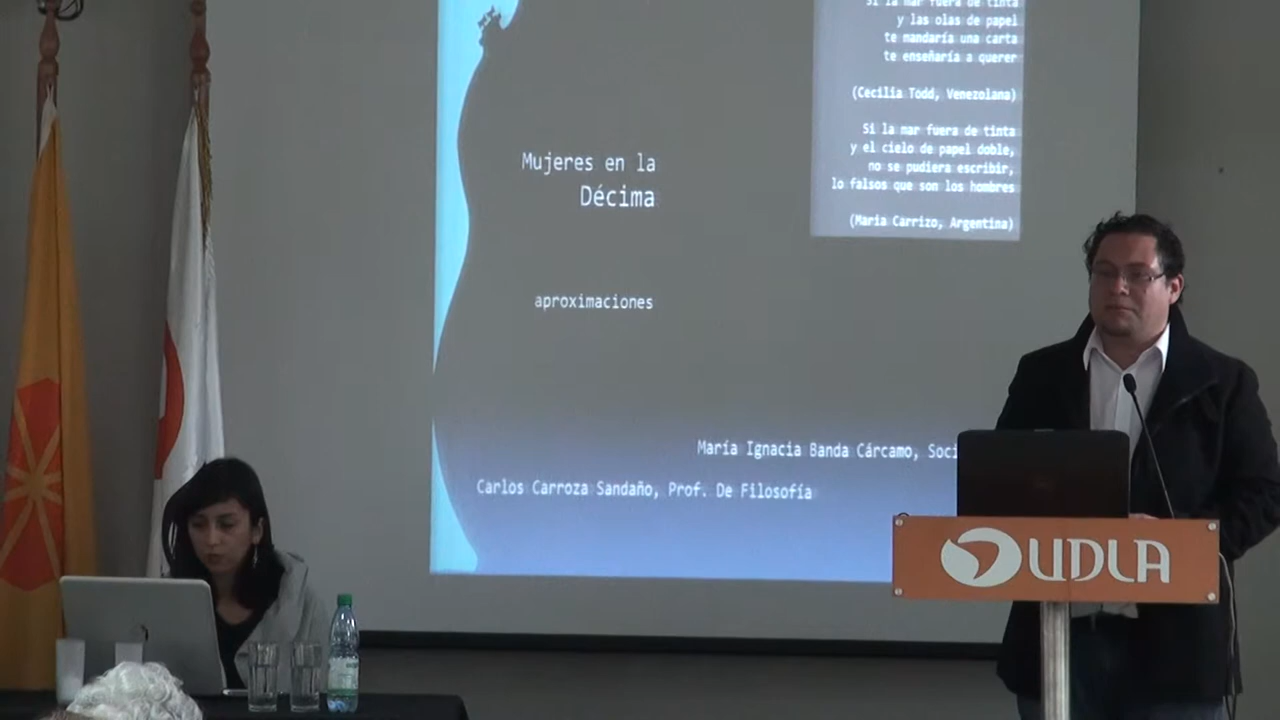 Si la mar fuera de tinta
y las olas de papel
te mandaría una carta
te enseñaría a querer
(Cecilia Todd, Venezolana)
Si la mar fuera de tinta
y el cielo de papel doble,
no se pudiera escribir,
lo falsos que son los hombres
(María Carrizo, Argentina)
Mujeres en la
Décima
aproximaciones
María Ignacia Banda Cárcamo, Soci
Carlos Carroza Sandaño, Prof. De Filosofía
UDLA